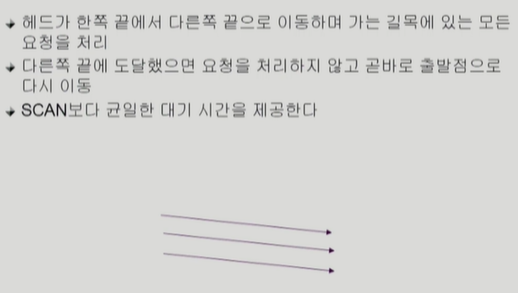 헤드가 한쪽 끝에서 다른쪽 끝으로 이동하며 가는 길목에 있는 모든
요청을 처리
다른쪽 끝에 도달했으면 요청을 처리하지 않고 곧바로 출발점으로
다시 이동
SCAN보다 균일한 대기 시간을 제공한다